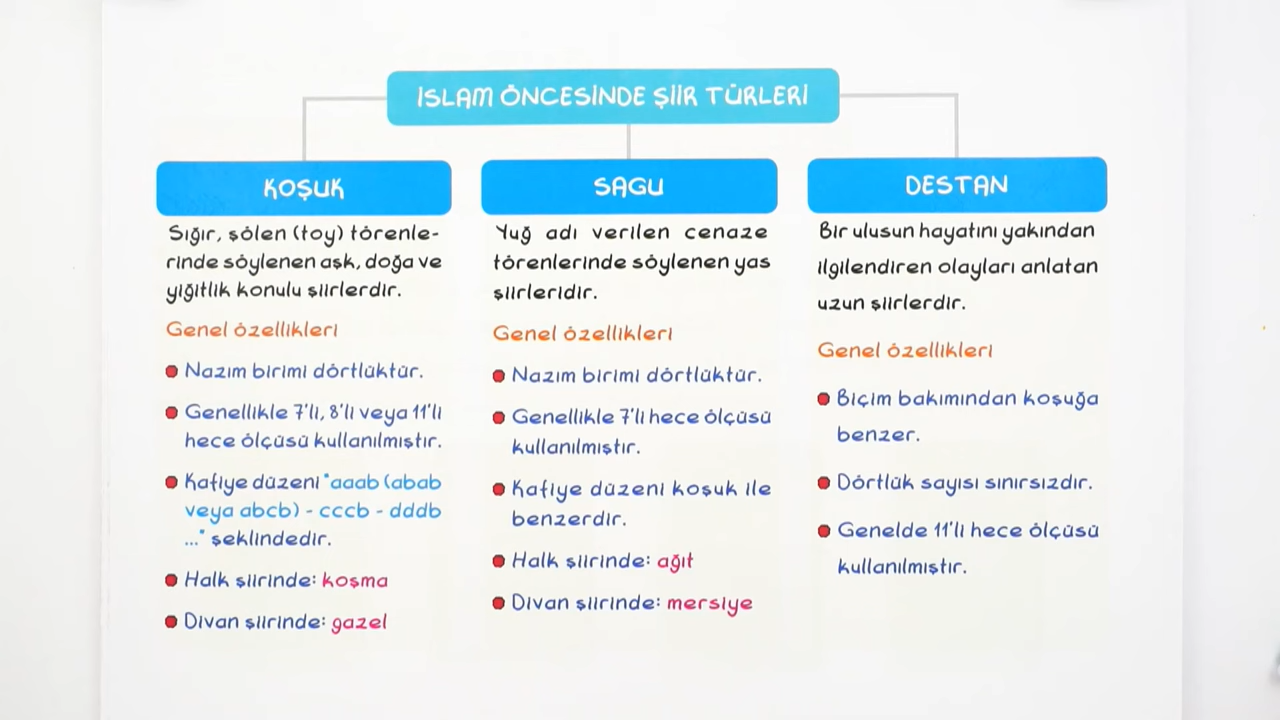 İSLAM ÖNCESİNDE ŞİİR TÜRLERİ
KOŞUK
Sığır, şölen (toy) törenle-
rinde söylenen aşk, doğa ve
yiğitlik konulu şiirlerdir.
Genel özellikleri
Nazım birimi dörtlüktür.
Genellikle 7'li, 8'li veya 11'li
hece ölçüsü kullanılmıştır.
Kafiye düzeni "aaab (abab
veya abcb) - cccb - dddb
..." şeklindedir.
Halk şiirinde: koşma
Divan şiirinde: gazel
SAGU
Yuğ adı verilen cenaze
törenlerinde söylenen yas
şiirleridir.
Genel özellikleri
Nazım birimi dörtlüktür.
Genellikle 7'li hece ölçüsü
kullanılmıştır.
Kafiye düzeni koşuk ile
benzerdir.
Halk şiirinde: ağıt
Divan şiirinde: mersiye
DESTAN
Bir ulusun hayatını yakından
ilgilendiren olayları anlatan
uzun şiirlerdir.
Genel özellikleri
Biçim bakımından koşuğa
benzer.
Dörtlük sayısı sınırsızdır.
Genelde 11'li hece ölçüsü
kullanılmıştır.